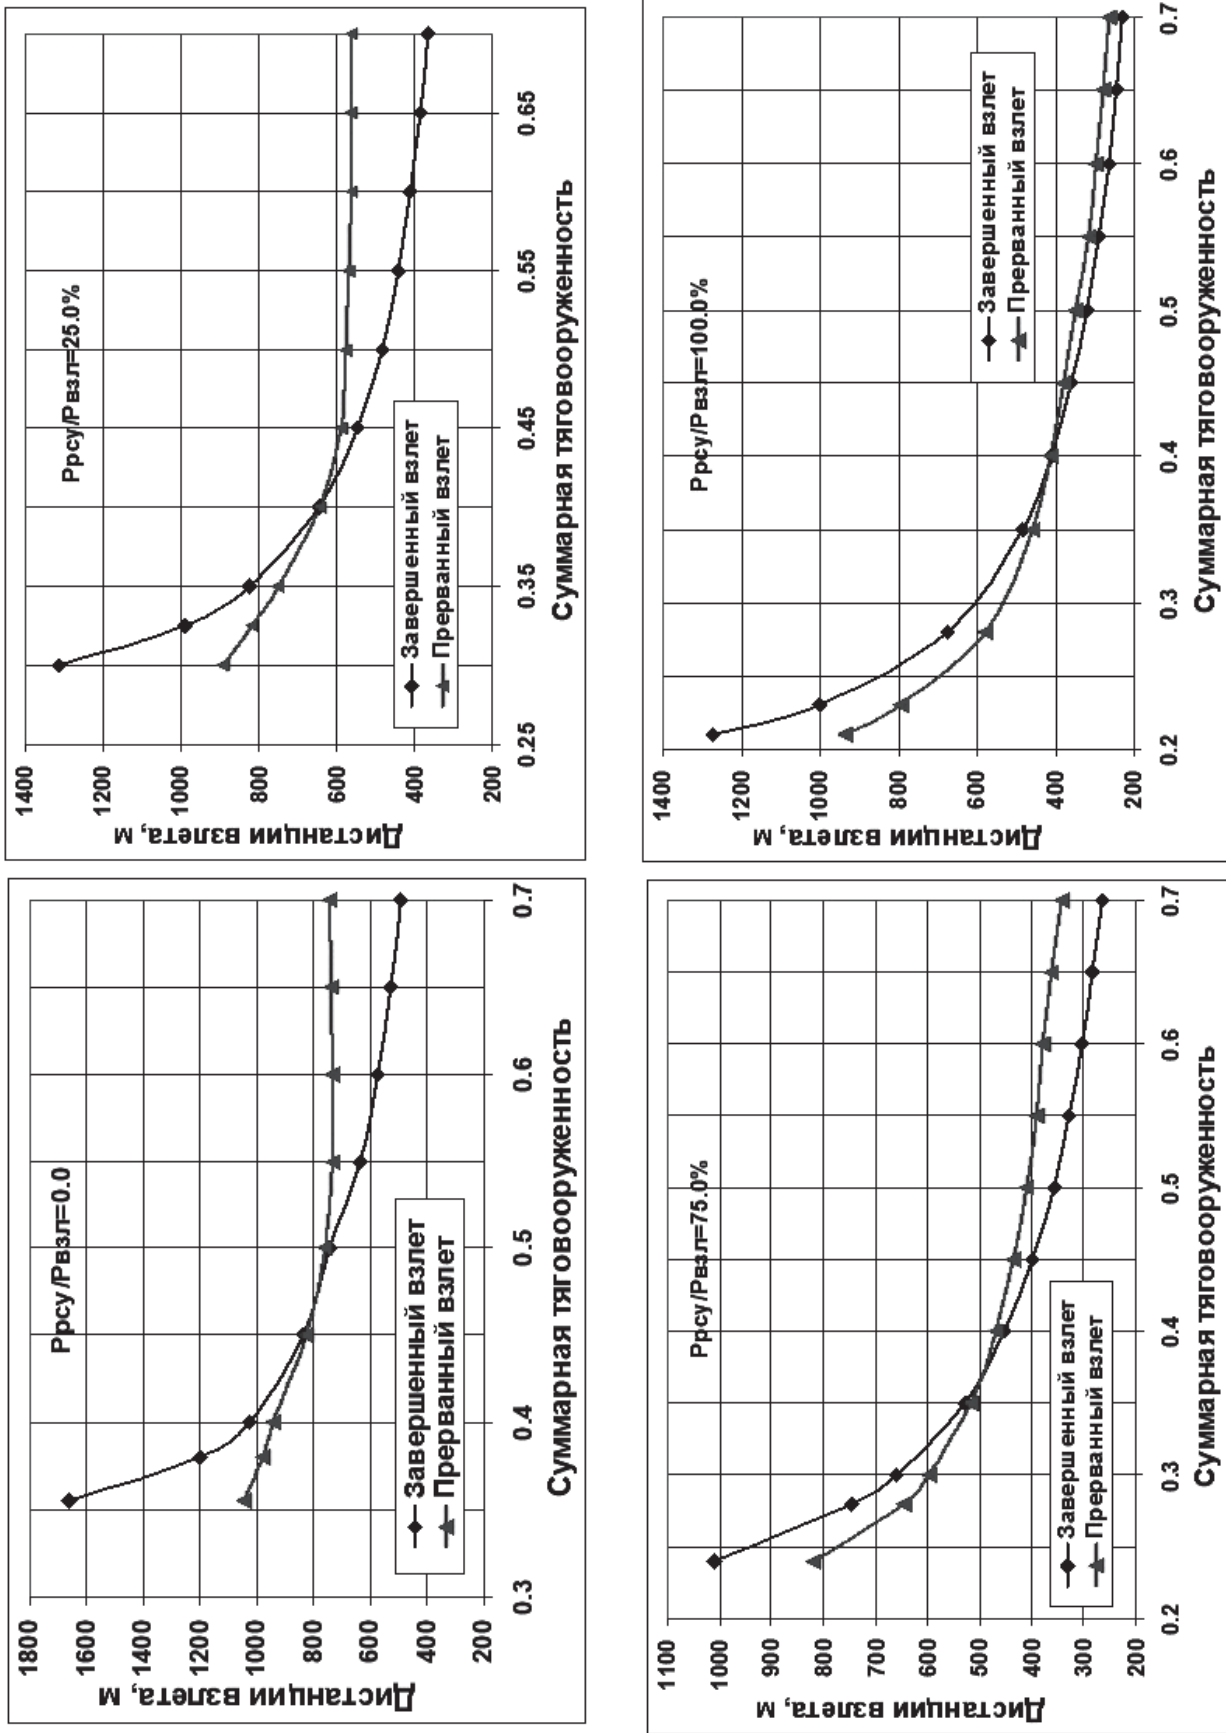 Pрсу/Pвзл=0.0
Дистанции взлета, м
1800
1600
1400
1200
1000
800
600
400
200
Завершенный взлет
Прерванный взлет
0.3
0.4
0.5
0.6
0.7
Суммарная тяговооруженность
Pрсу/Pвзл=25.0%
Дистанции взлета, м
1400
1200
1000
800
600
400
200
Завершенный взлет
Прерванный взлет
0.25
0.35
0.45
0.55
0.65
Суммарная тяговооруженность
Pрсу/Pвзл=75.0%
Дистанции взлета, м
1100
1000
900
800
700
600
500
400
300
200
Завершенный взлет
Прерванный взлет
0.2
0.3
0.4
0.5
0.6
0.7
Суммарная тяговооруженность
Pрсу/Pвзл=100.0%
Дистанции взлета, м
1400
1200
1000
800
600
400
200
Завершенный взлет
Прерванный взлет
0.2
0.3
0.4
0.5
0.6
0.7
Суммарная тяговооруженность